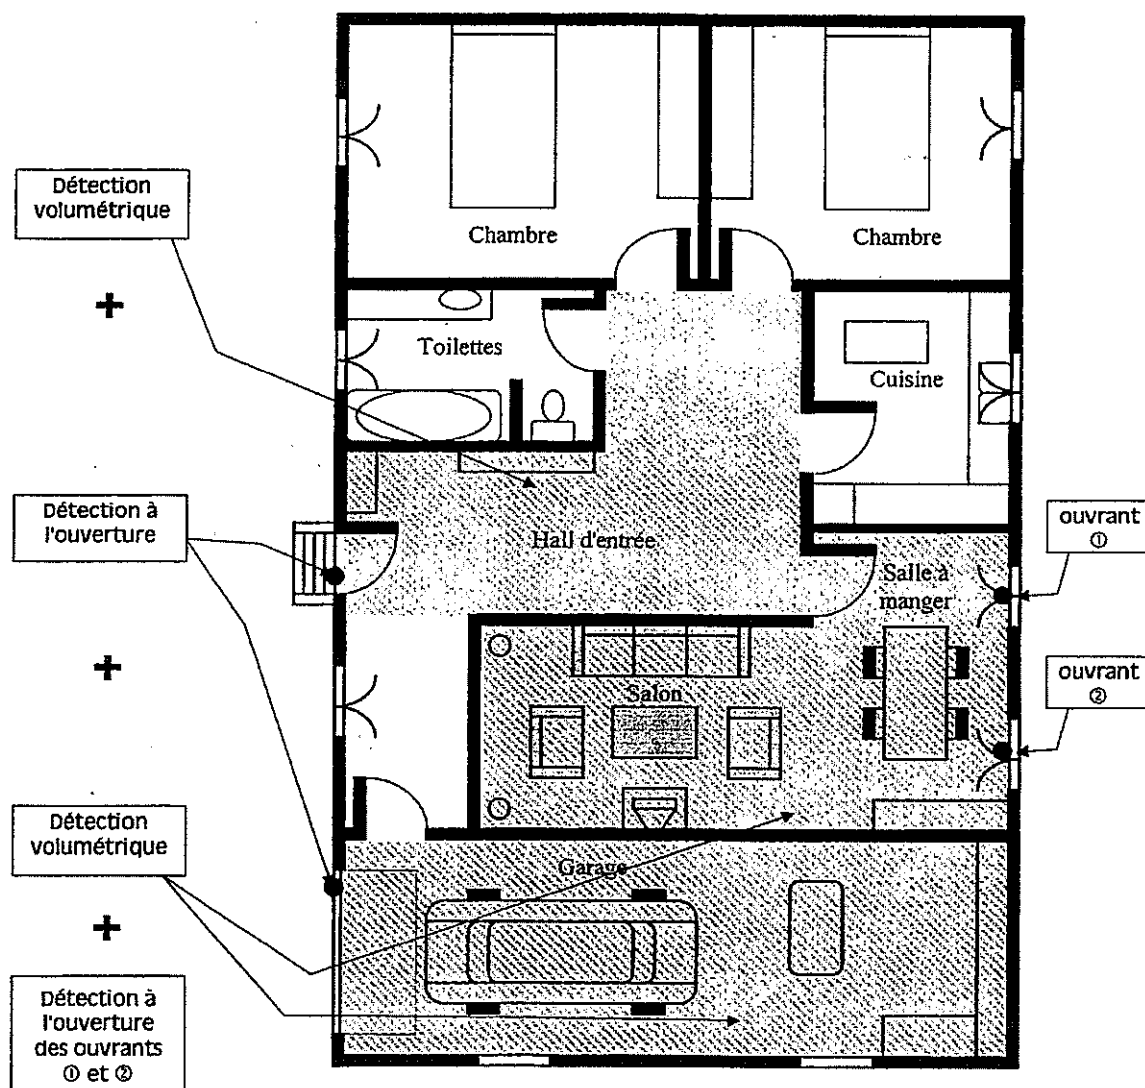 Détection
volumétrique
+
Détection à
l'ouverture
+
Détection
volumétrique
+
Détection à
l'ouverture
des ouvrants
① et ②
Chambre
Chambre
Toilettes
Cuisine
Hall d'entrée
Salle à
manger
Salon
Garage
ouvrant
①
ouvrant
②